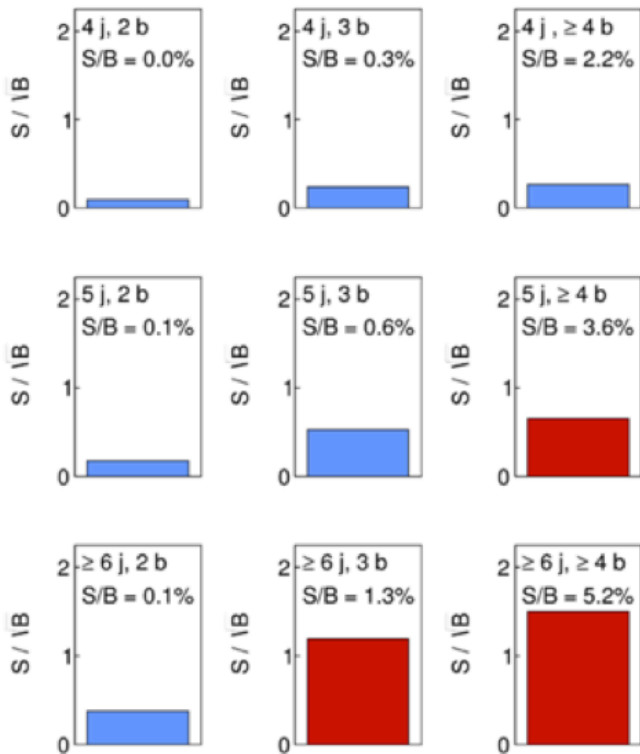 4 j, 2 b
S/B = 0.0%
2
1
0
S / √B
4 j, 3 b
S/B = 0.3%
2
1
0
S / √B
4 j , ≥ 4 b
S/B = 2.2%
2
1
0
S / √B
5 j, 2 b
S/B = 0.1%
2
1
0
S / √B
5 j, 3 b
S/B = 0.6%
2
1
0
S / √B
5 j, ≥ 4 b
S/B = 3.6%
2
1
0
S / √B
≥ 6 j, 2 b
S/B = 0.1%
2
1
0
S / √B
≥ 6 j, 3 b
S/B = 1.3%
2
1
0
S / √B
≥ 6 j, ≥ 4 b
S/B = 5.2%
2
1
0
S / √B